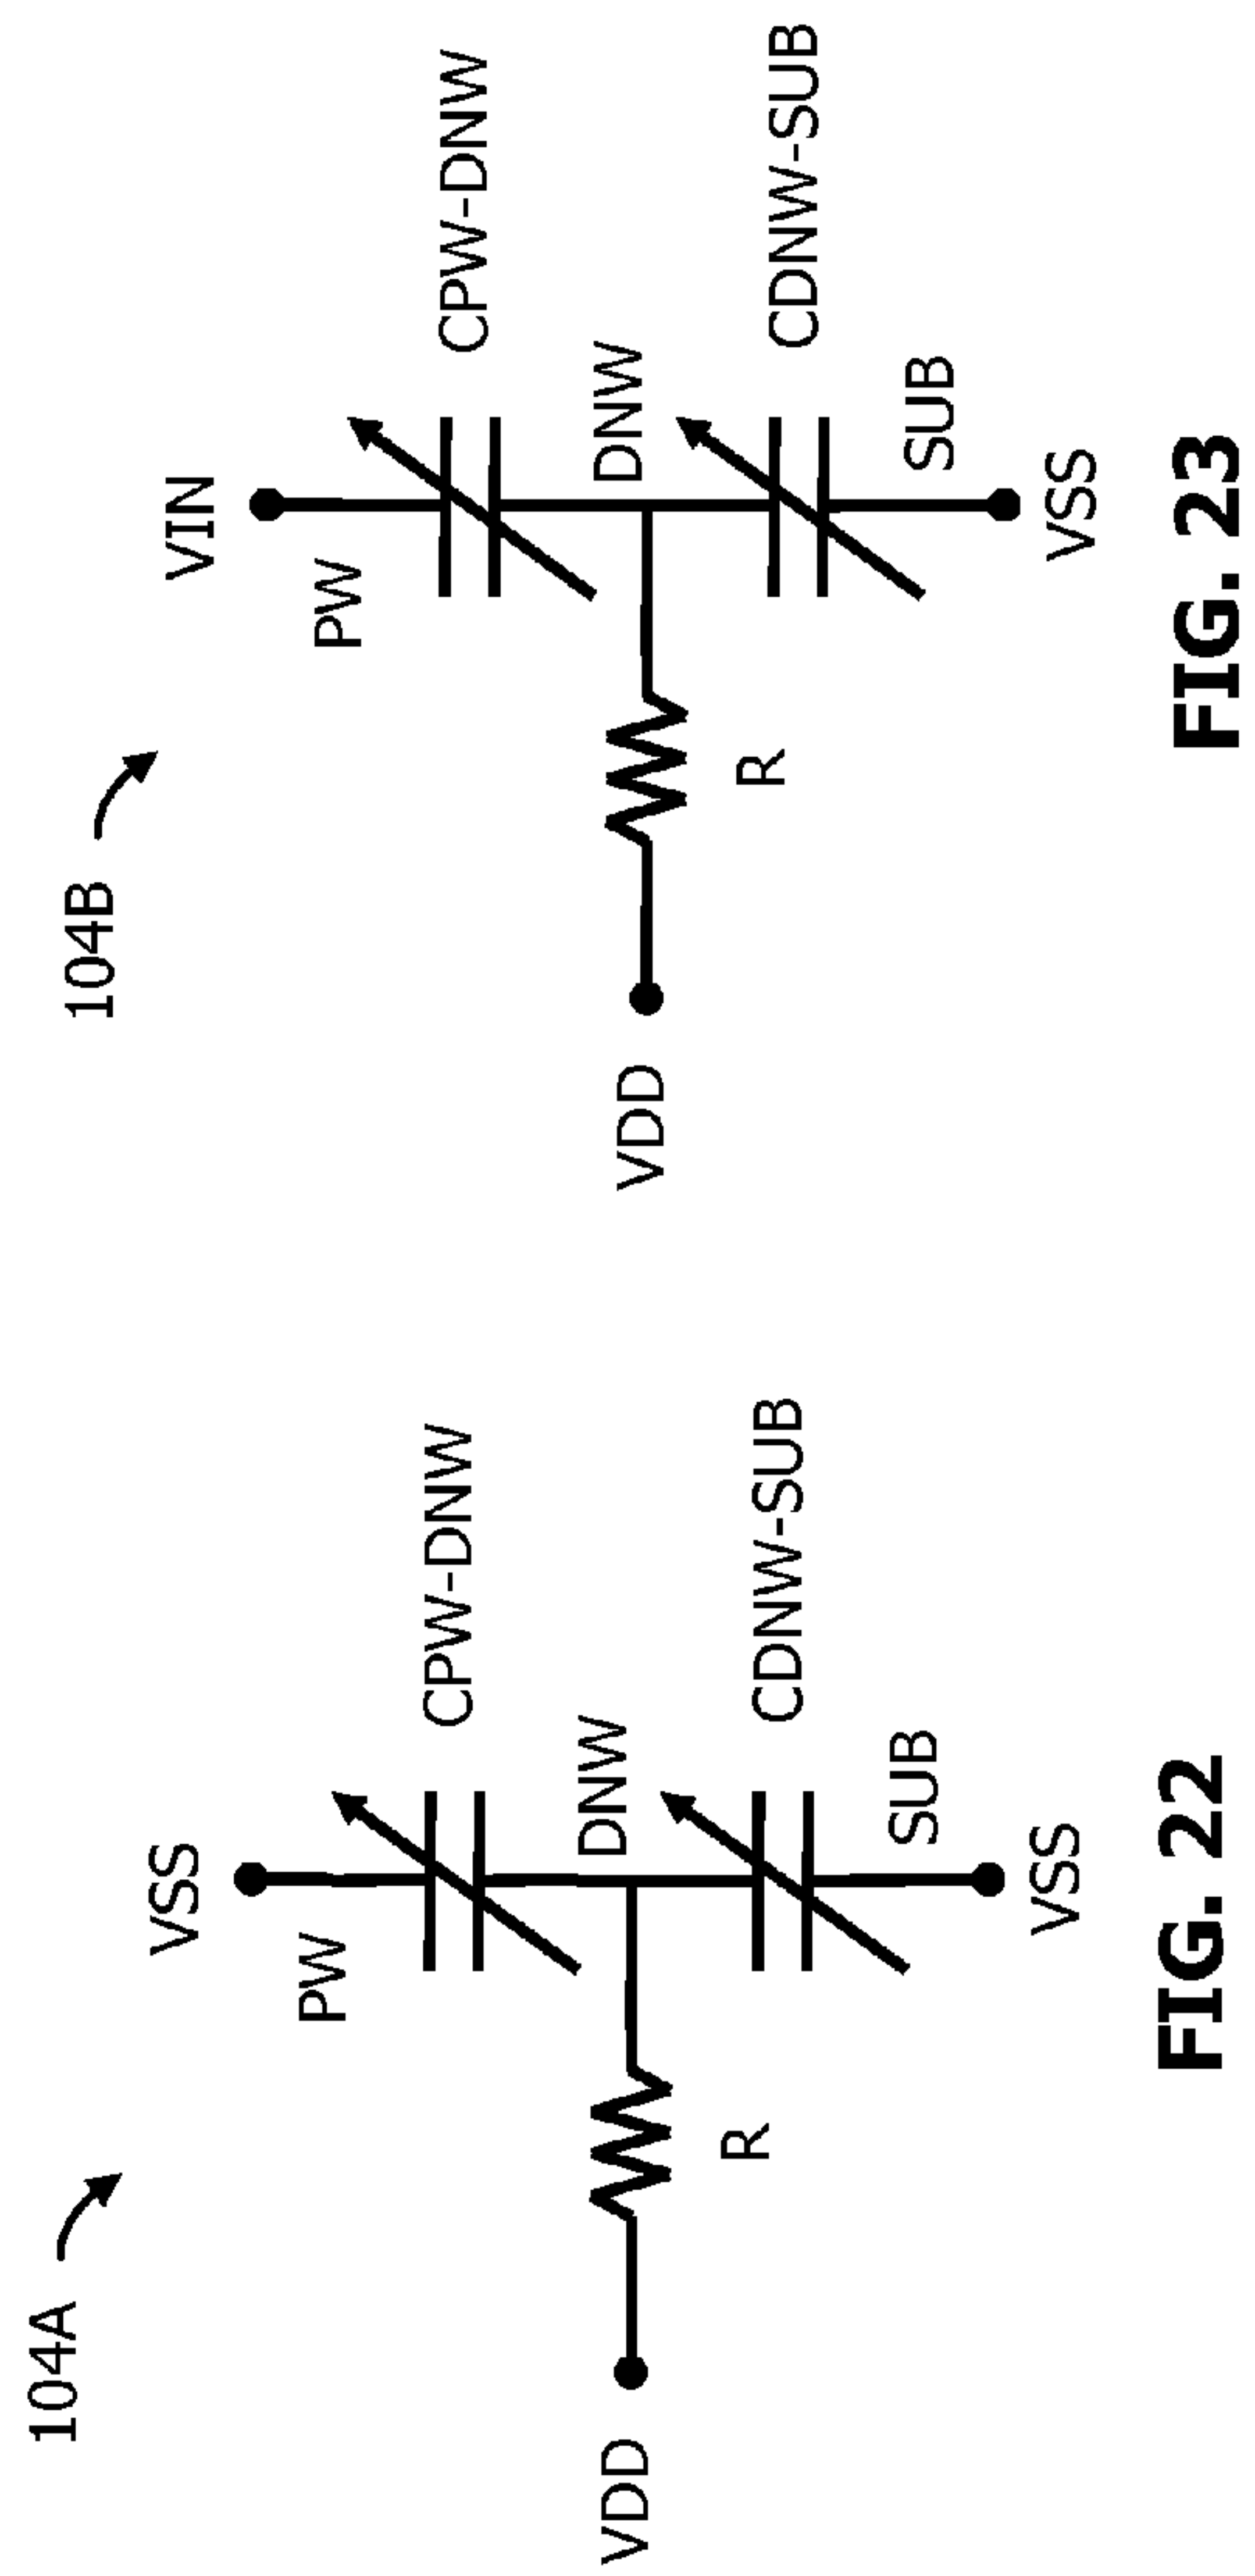 104A
VSS
PW
CPW-DNW
DNW
VDD
R
CDNW-SUB
SUB
VSS
FIG. 22
104B
VIN
PW
CPW-DNW
DNW
VDD
R
CDNW-SUB
SUB
VSS
FIG. 23